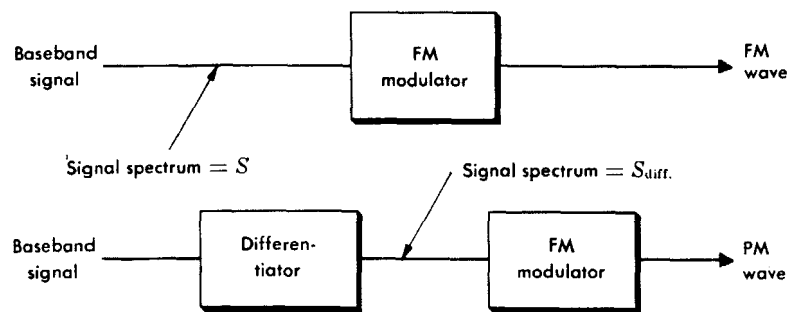 Baseband
signal
FM
modulator
FM
wave
Signal spectrum = S
Signal spectrum = Sdiff.
Baseband
signal
Differen-
tiator
FM
modulator
PM
wave